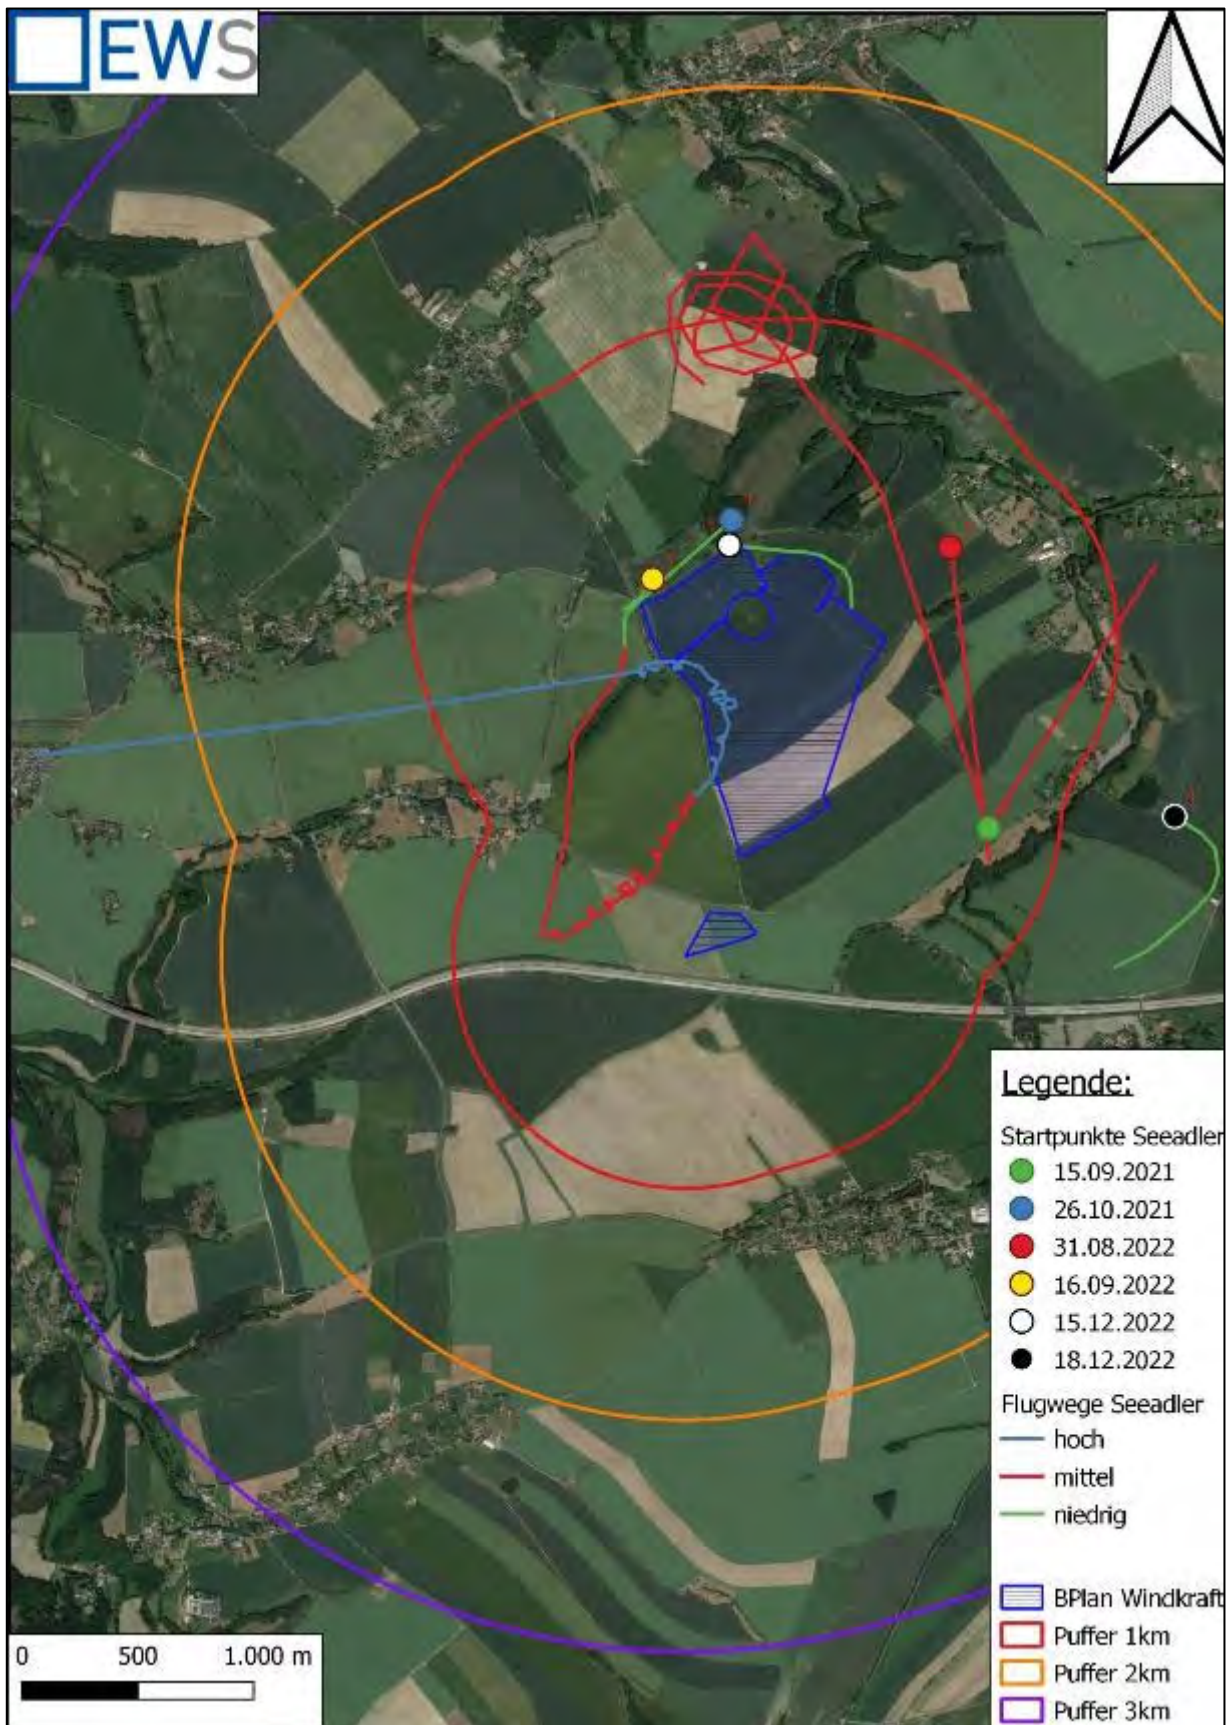 EWS
Legende:
Startpunkte Seeadler
15.09.2021
26.10.2021
31.08.2022
16.09.2022
15.12.2022
18.12.2022
Flugwege Seeadler
hoch
mittel
niedrig
BPlan Windkraft
Puffer 1km
Puffer 2km
Puffer 3km
0 500 1.000 m